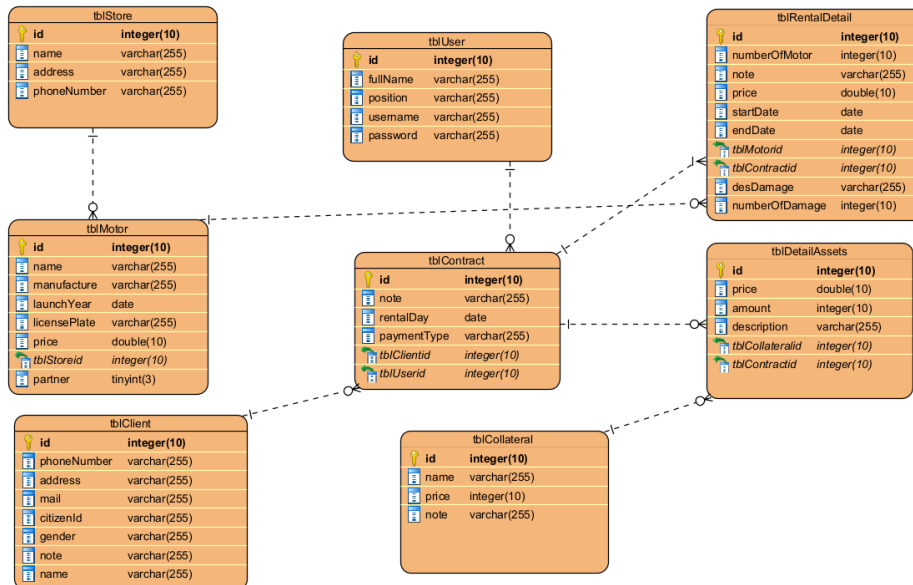 tblStore
id integer(10)
name varchar(255)
address varchar(255)
phoneNumber varchar(255)
tblUser
id integer(10)
fullName varchar(255)
position varchar(255)
username varchar(255)
password varchar(255)
tblRentalDetail
id integer(10)
numberOfMotor integer(10)
note varchar(255)
price double(10)
startDate date
endDate date
tblMotorid integer(10)
tblContractid integer(10)
desDamage varchar(255)
numberOfDamage integer(10)
tblMotor
id integer(10)
name varchar(255)
manufacture varchar(255)
launchYear date
licensePlate varchar(255)
price double(10)
tblStoreid integer(10)
partner tinyint(3)
tblContract
id integer(10)
note varchar(255)
rentalDay date
paymentType varchar(255)
tblClientid integer(10)
tblUserid integer(10)
tblDetailAssets
id integer(10)
price double(10)
amount integer(10)
description varchar(255)
tblCollateralid integer(10)
tblContractid integer(10)
tblClient
id integer(10)
phoneNumber varchar(255)
address varchar(255)
mail varchar(255)
citizenId varchar(255)
gender varchar(255)
note varchar(255)
name varchar(255)
tblCollateral
id integer(10)
name varchar(255)
price integer(10)
note varchar(255)